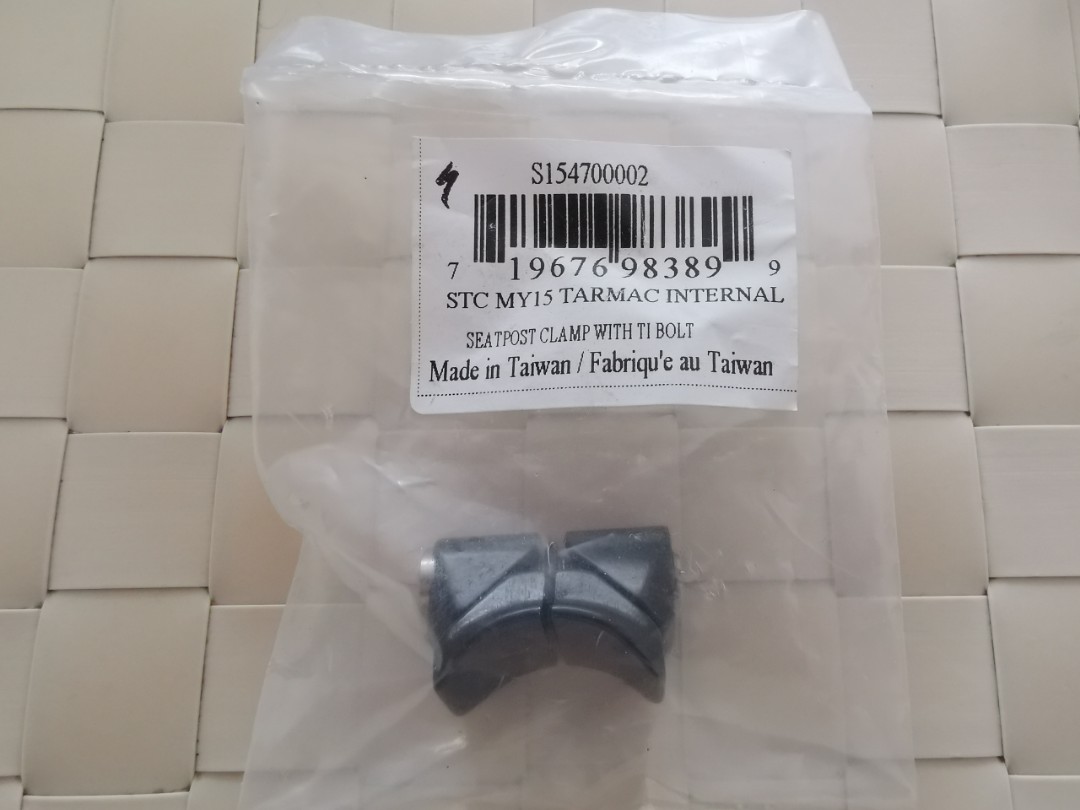 S154700002
7 19676 98389 9
STC MY15 TARMAC INTERNAL
SEATPOST CLAMP WITH TI BOLT
Made in Taiwan / Fabriqu'e au Taiwan